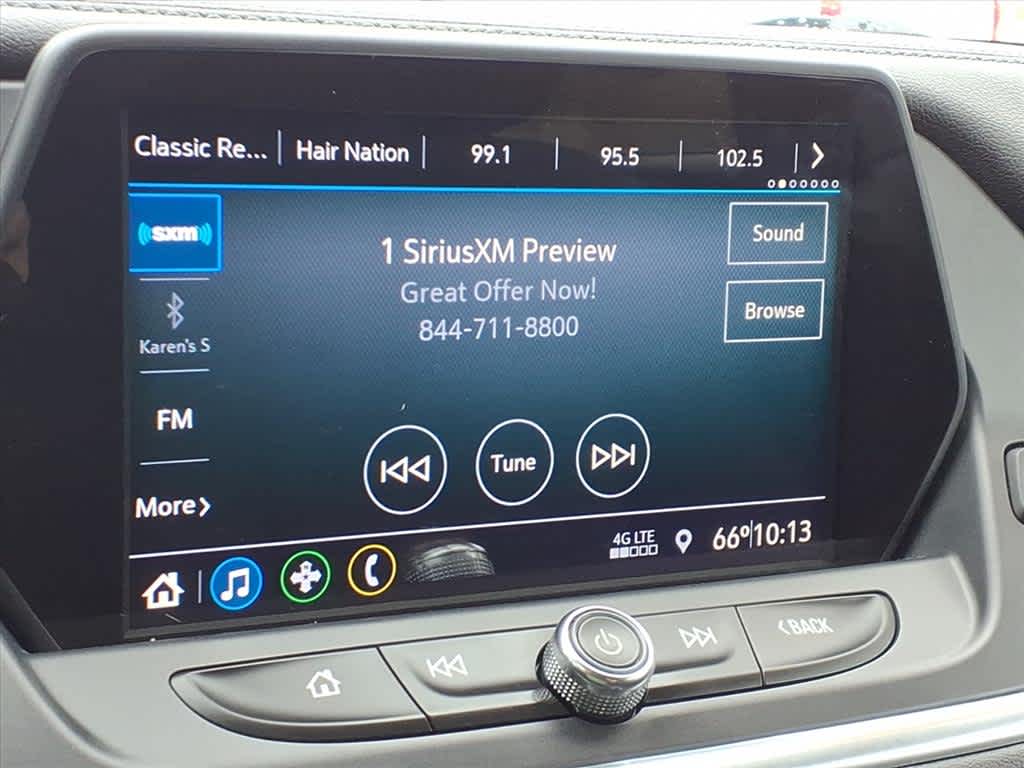 Classic Re... Hair Nation 99.1 95.5 102.5
sxm
1 SiriusXM Preview
Great Offer Now!
844-711-8800
Sound
Browse
Karen's S
FM
More
Tune
4G LTE
66º 10:13
BACK